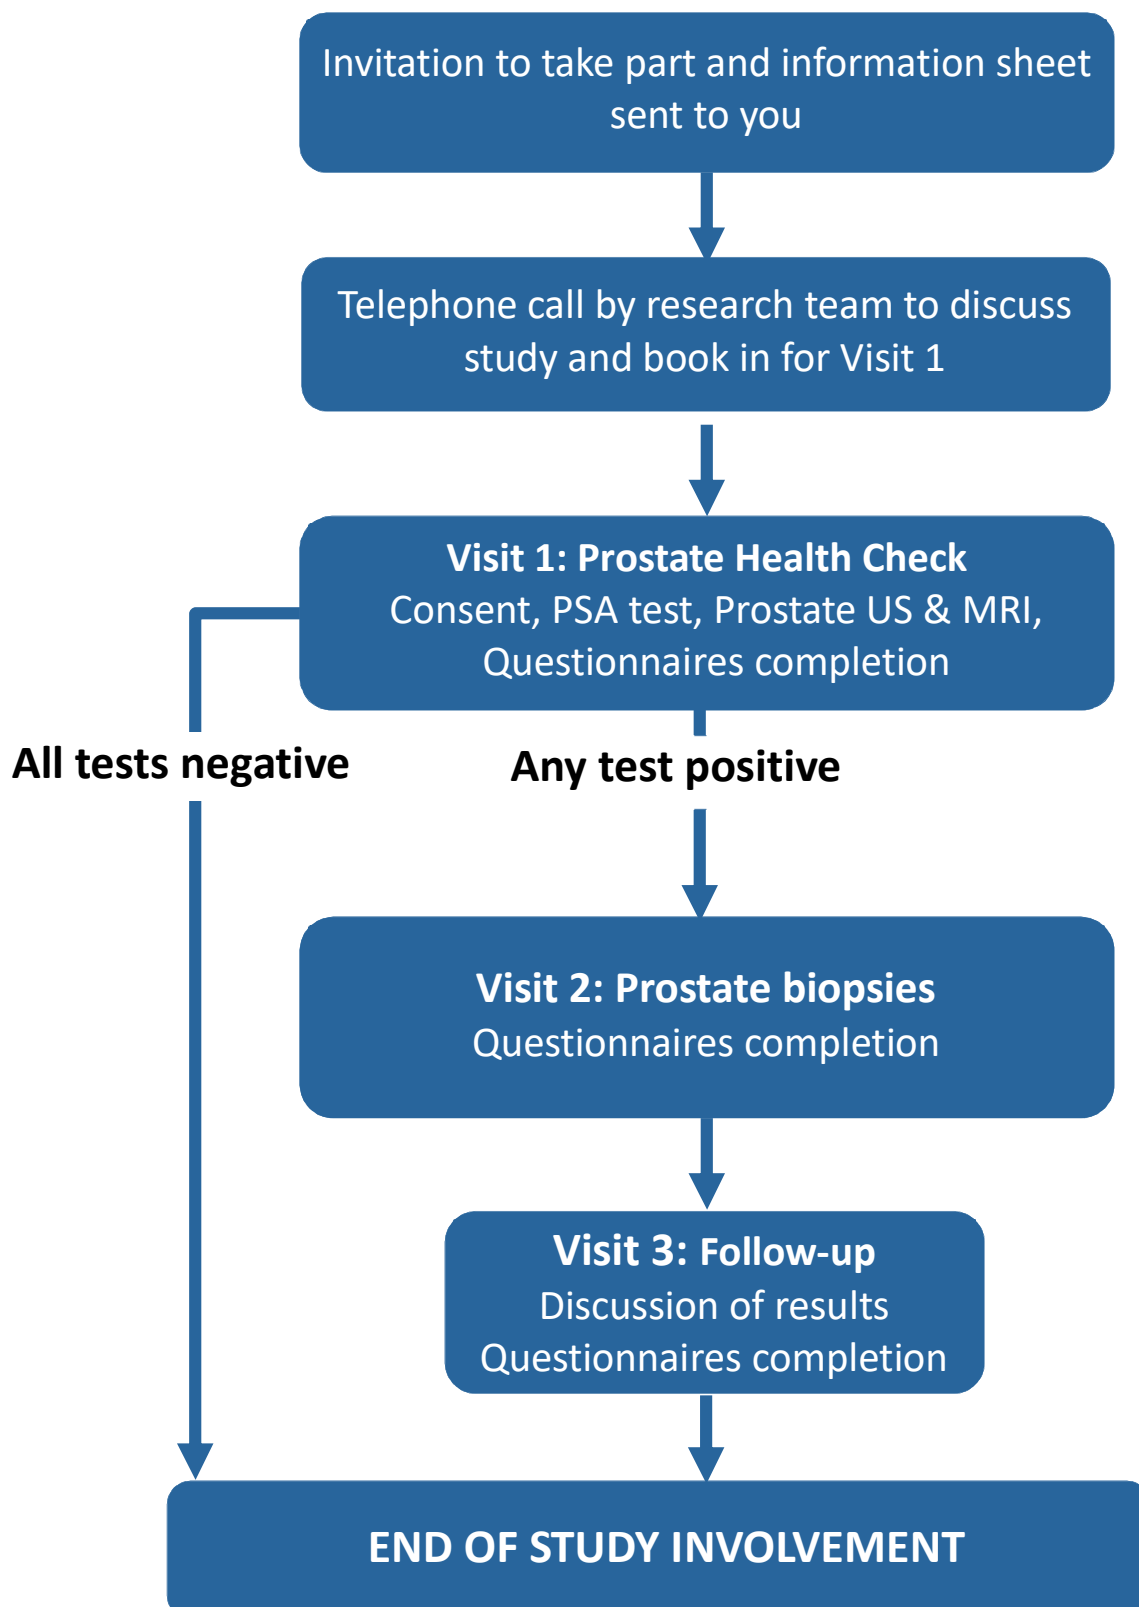 Invitation to take part and information sheet
sent to you
Telephone call by research team to discuss
study and book in for Visit 1
Visit 1: Prostate Health Check
Consent, PSA test, Prostate US & MRI,
Questionnaires completion
All tests negative
Any test positive
Visit 2: Prostate biopsies
Questionnaires completion
Visit 3: Follow-up
Discussion of results
Questionnaires completion
END OF STUDY INVOLVEMENT